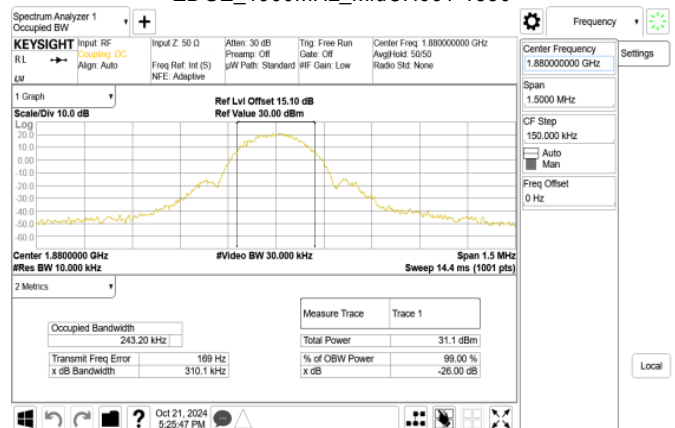 Spectrum Analyzer 1
Occupied BW
Frequency
KEYSIGHT
RL
Input: RF
Coupling: DC
Align: Auto
Input Z: 50 Ω
Freq Ref: Int (S)
NFE: Adaptive
Atten: 30 dB
Preamp: Off
µW Path: Standard
Trig: Free Run
Gate: Off
#IF Gain: Low
Center Freq: 1.880000000 GHz
Avg|Hold: 50/50
Radio Std: None
Center Frequency
1.880000000 GHz
Settings
Span
1.5000 MHz
CF Step
150.000 kHz
Auto
Man
Freq Offset
0 Hz
1 Graph
Scale/Div 10.0 dB
Ref Lvl Offset 15.10 dB
Ref Value 30.00 dBm
Log
20.0
10.0
0.00
-10.0
-20.0
-30.0
-40.0
-50.0
-60.0
Center 1.8800000 GHz
#Video BW 30.000 kHz
Span 1.5 MHz
#Res BW 10.000 kHz
Sweep 14.4 ms (1001 pts)
2 Metrics
Measure Trace Trace 1
Occupied Bandwidth
243.20 kHz
Total Power 31.1 dBm
Transmit Freq Error 169 Hz
% of OBW Power 99.00 %
x dB Bandwidth 310.1 kHz
x dB -26.00 dB
Local
Oct 21, 2024
5:25:47 PM